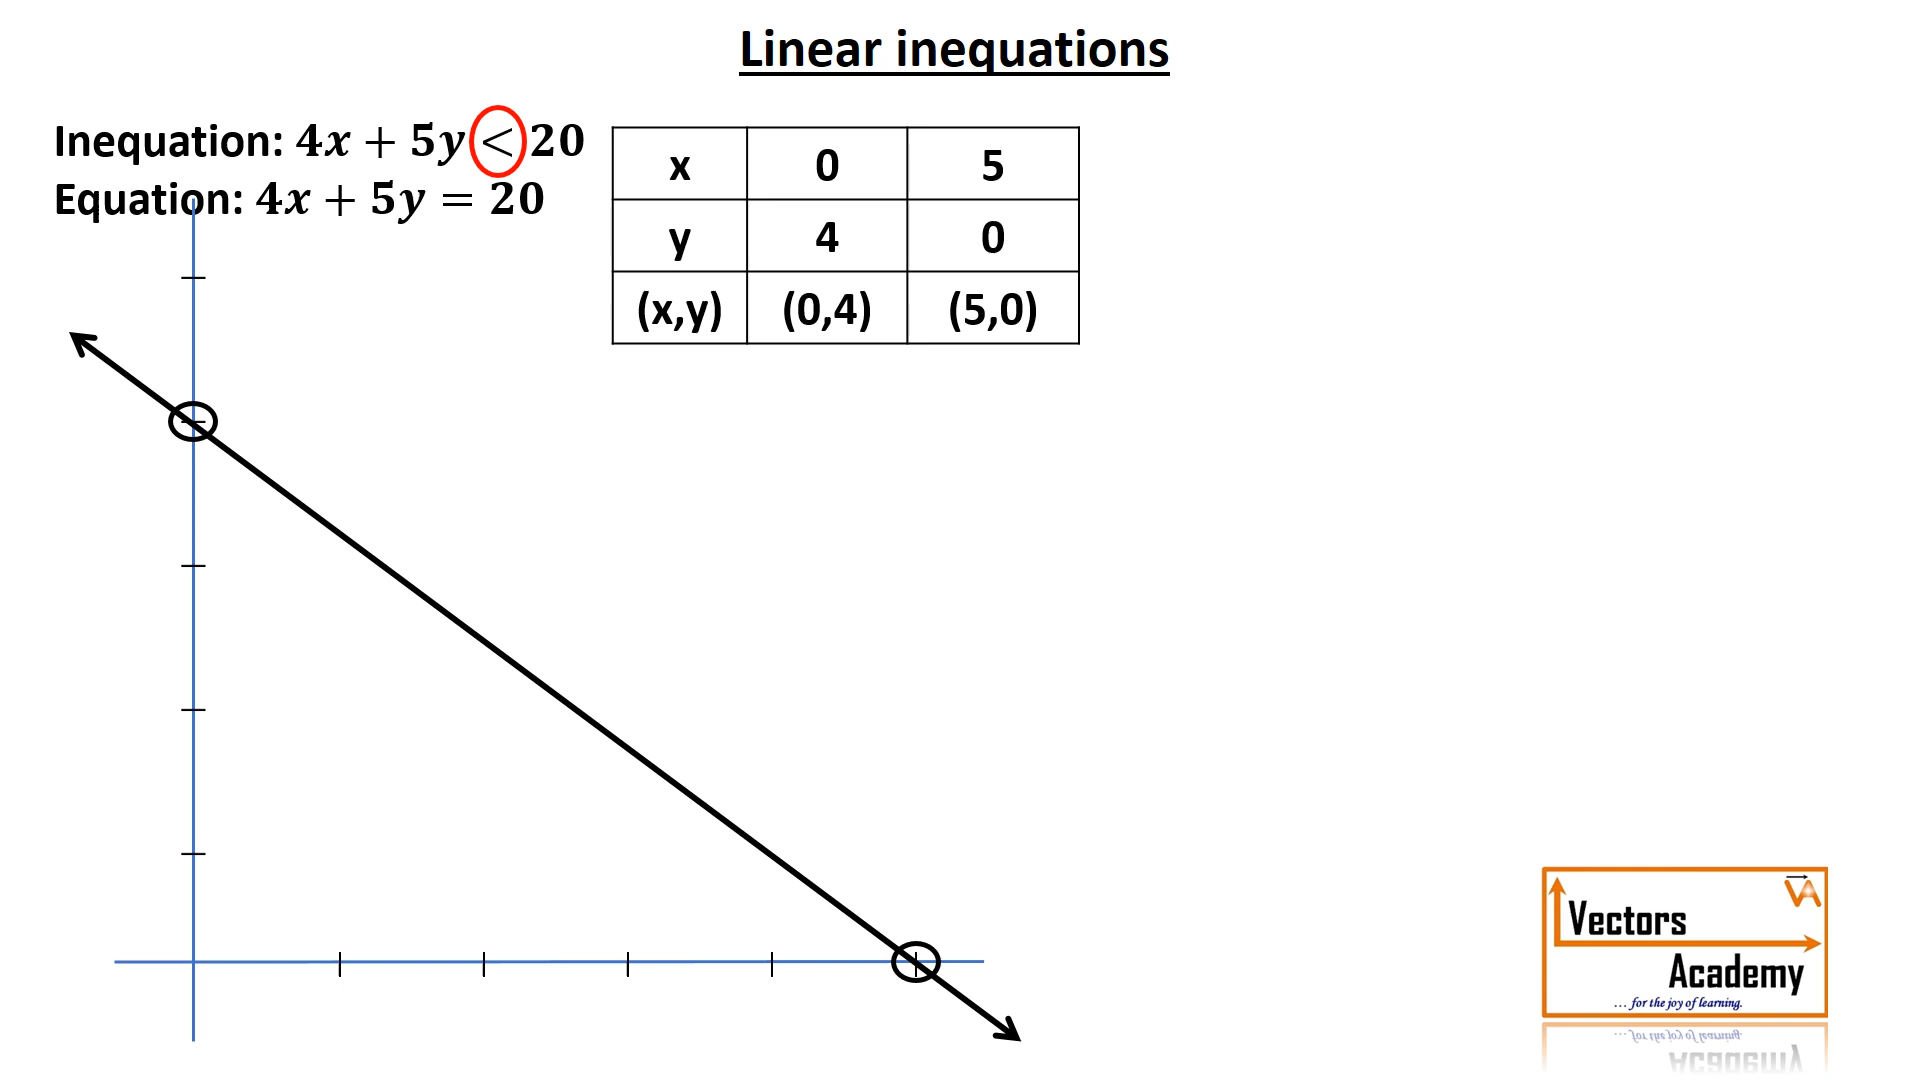 Linear inequations
Inequation: 4x + 5y < 20
Equation: 4x + 5y = 20
x 0 5
y 4 0
(x,y) (0,4) (5,0)
VA
Vectors
Academy
... for the joy of learning.